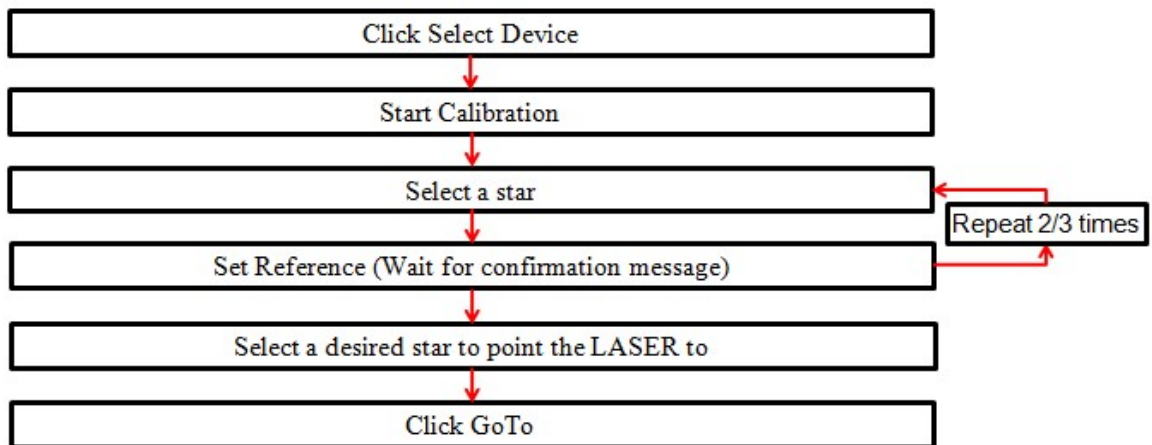 Click Select Device
Start Calibration
Select a star
Repeat 2/3 times
Set Reference (Wait for confirmation message)
Select a desired star to point the LASER to
Click GoTo